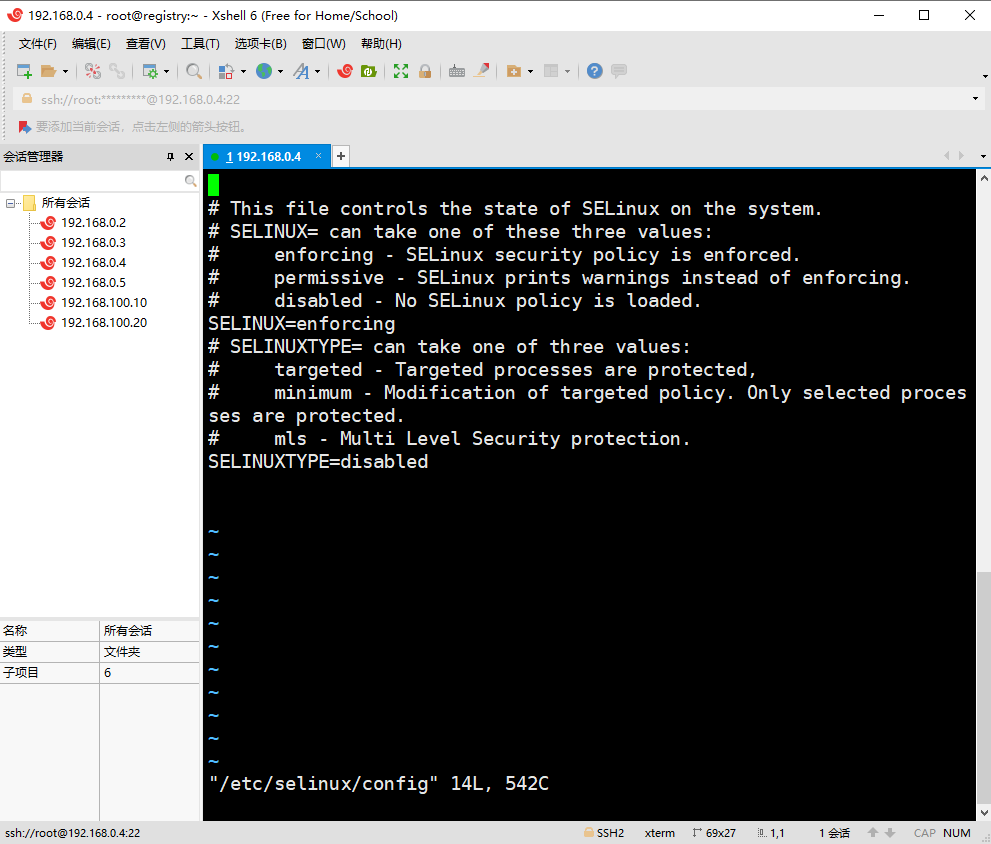 192.168.0.4 - root@registry:~ - Xshell 6 (Free for Home/School)
文件(F) 编辑(E) 查看(V) 工具(T) 选项卡(B) 窗口(W) 帮助(H)
ssh://root:*********@192.168.0.4:22
要添加当前会话，点击左侧的箭头按钮。
会话管理器
所有会话
192.168.0.2
192.168.0.3
192.168.0.4
192.168.0.5
192.168.100.10
192.168.100.20
名称 所有会话
类型 文件夹
子项目 6
1 192.168.0.4
# This file controls the state of SELinux on the system.
# SELINUX= can take one of these three values:
#     enforcing - SELinux security policy is enforced.
#     permissive - SELinux prints warnings instead of enforcing.
#     disabled - No SELinux policy is loaded.
SELINUX=enforcing
# SELINUXTYPE= can take one of three values:
#     targeted - Targeted processes are protected,
#     minimum - Modification of targeted policy. Only selected proces
ses are protected.
#     mls - Multi Level Security protection.
SELINUXTYPE=disabled
~
~
~
~
~
~
~
~
~
~
~
"/etc/selinux/config" 14L, 542C
ssh://root@192.168.0.4:22 SSH2 xterm 69x27 1,1 1 会话 CAP NUM